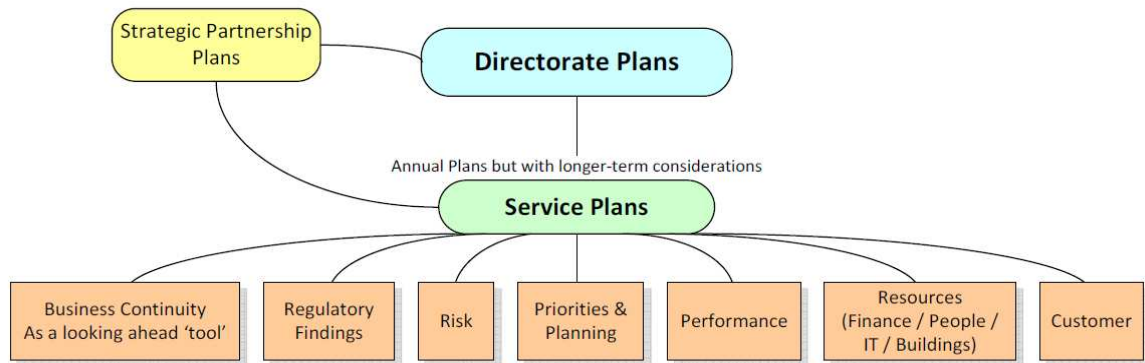 Strategic Partnership
Plans
Directorate Plans
Annual Plans but with longer-term considerations
Service Plans
Business Continuity
As a looking ahead ‘tool’
Regulatory
Findings
Risk
Priorities &
Planning
Performance
Resources
(Finance / People /
IT / Buildings)
Customer